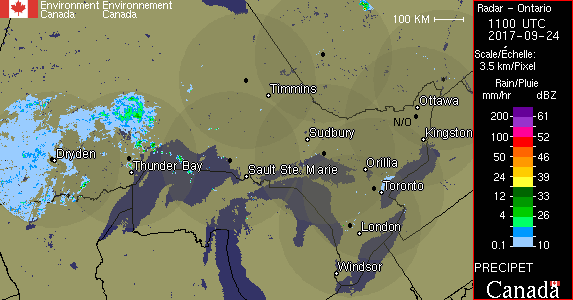 Environment Environnement
Canada Canada
100 KM
Timmins
Ottawa
N/O
Sudbury
Kingston
Dryden
Thunder Bay
Sault Ste. Marie
Orillia
Toronto
London
Windsor
Radar - Ontario
1100 UTC
2017-09-24
Scale/Échelle:
3.5 km/Pixel
Rain/Pluie
mm/hr dBZ
200 61
100 52
50 46
24 39
12 33
4 26
0.1 10
PRECIPET
Canada